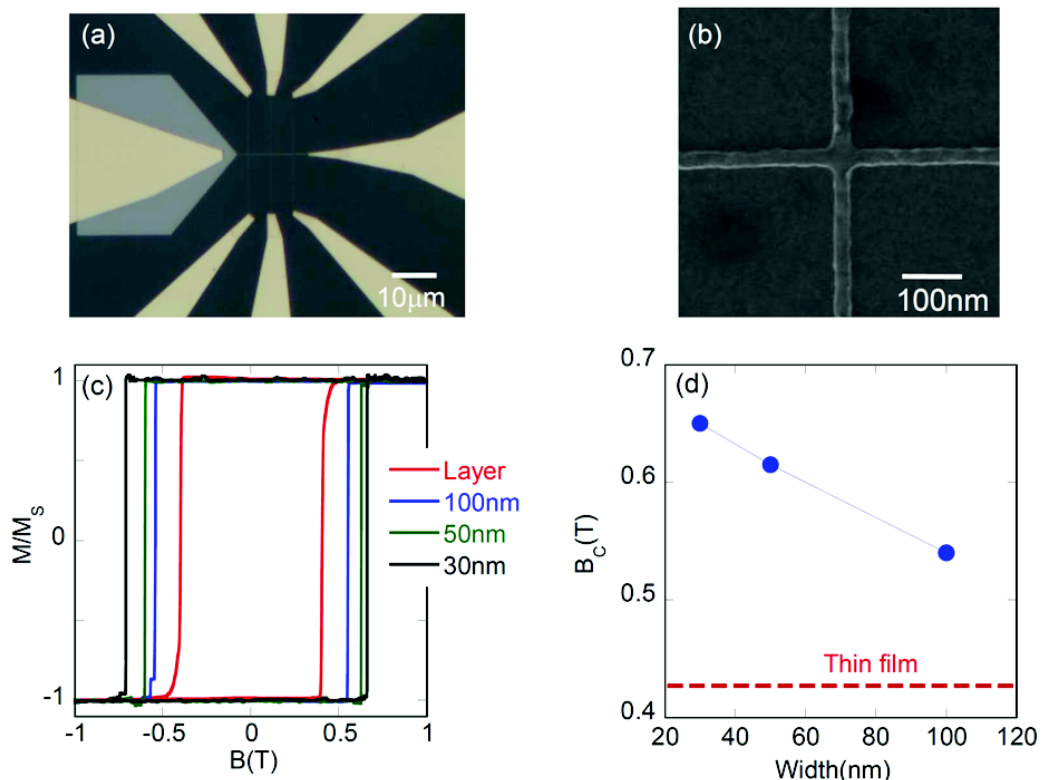 (a)
10μm
(b)
100nm
(c)
1
0
-1
M/M_S
-1
-0.5
0
0.5
1
B(T)
Layer
100nm
50nm
30nm
(d)
0.7
0.6
0.5
0.4
B_C(T)
Thin film
20
40
60
80
100
120
Width(nm)